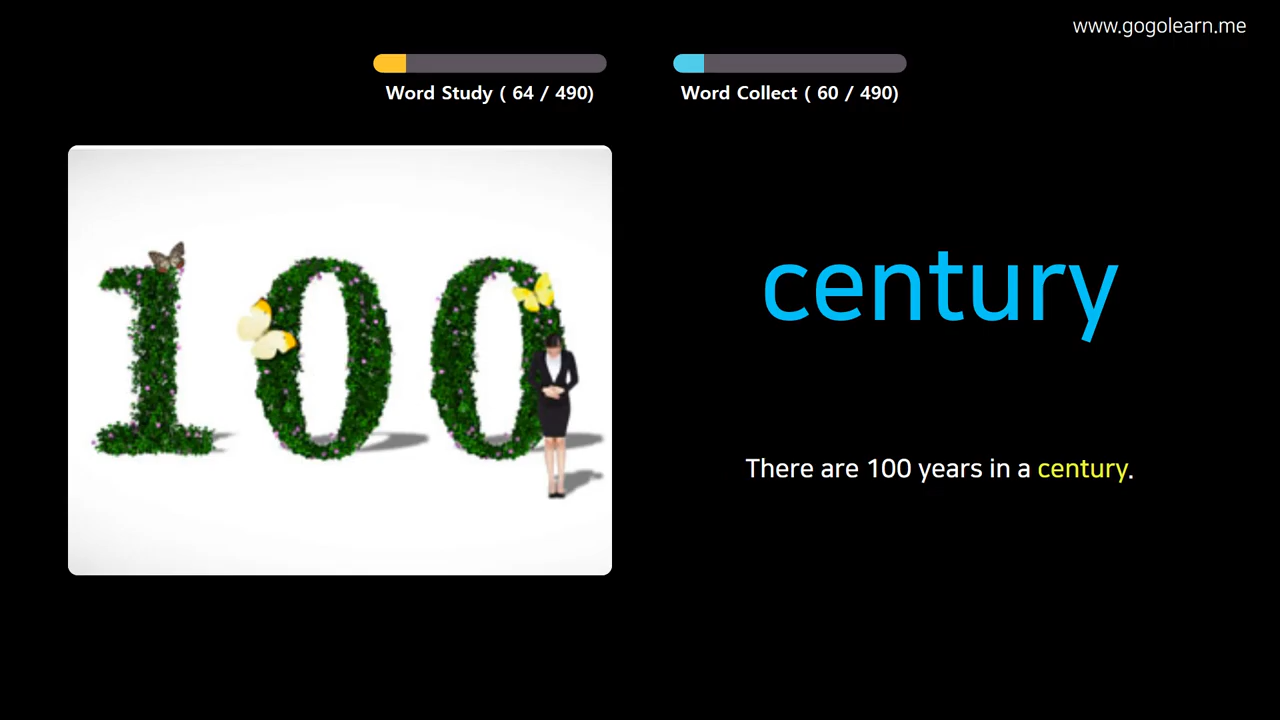 www.gogolearn.me
Word Study ( 64 / 490)
Word Collect ( 60 / 490)
100
century
There are 100 years in a century.